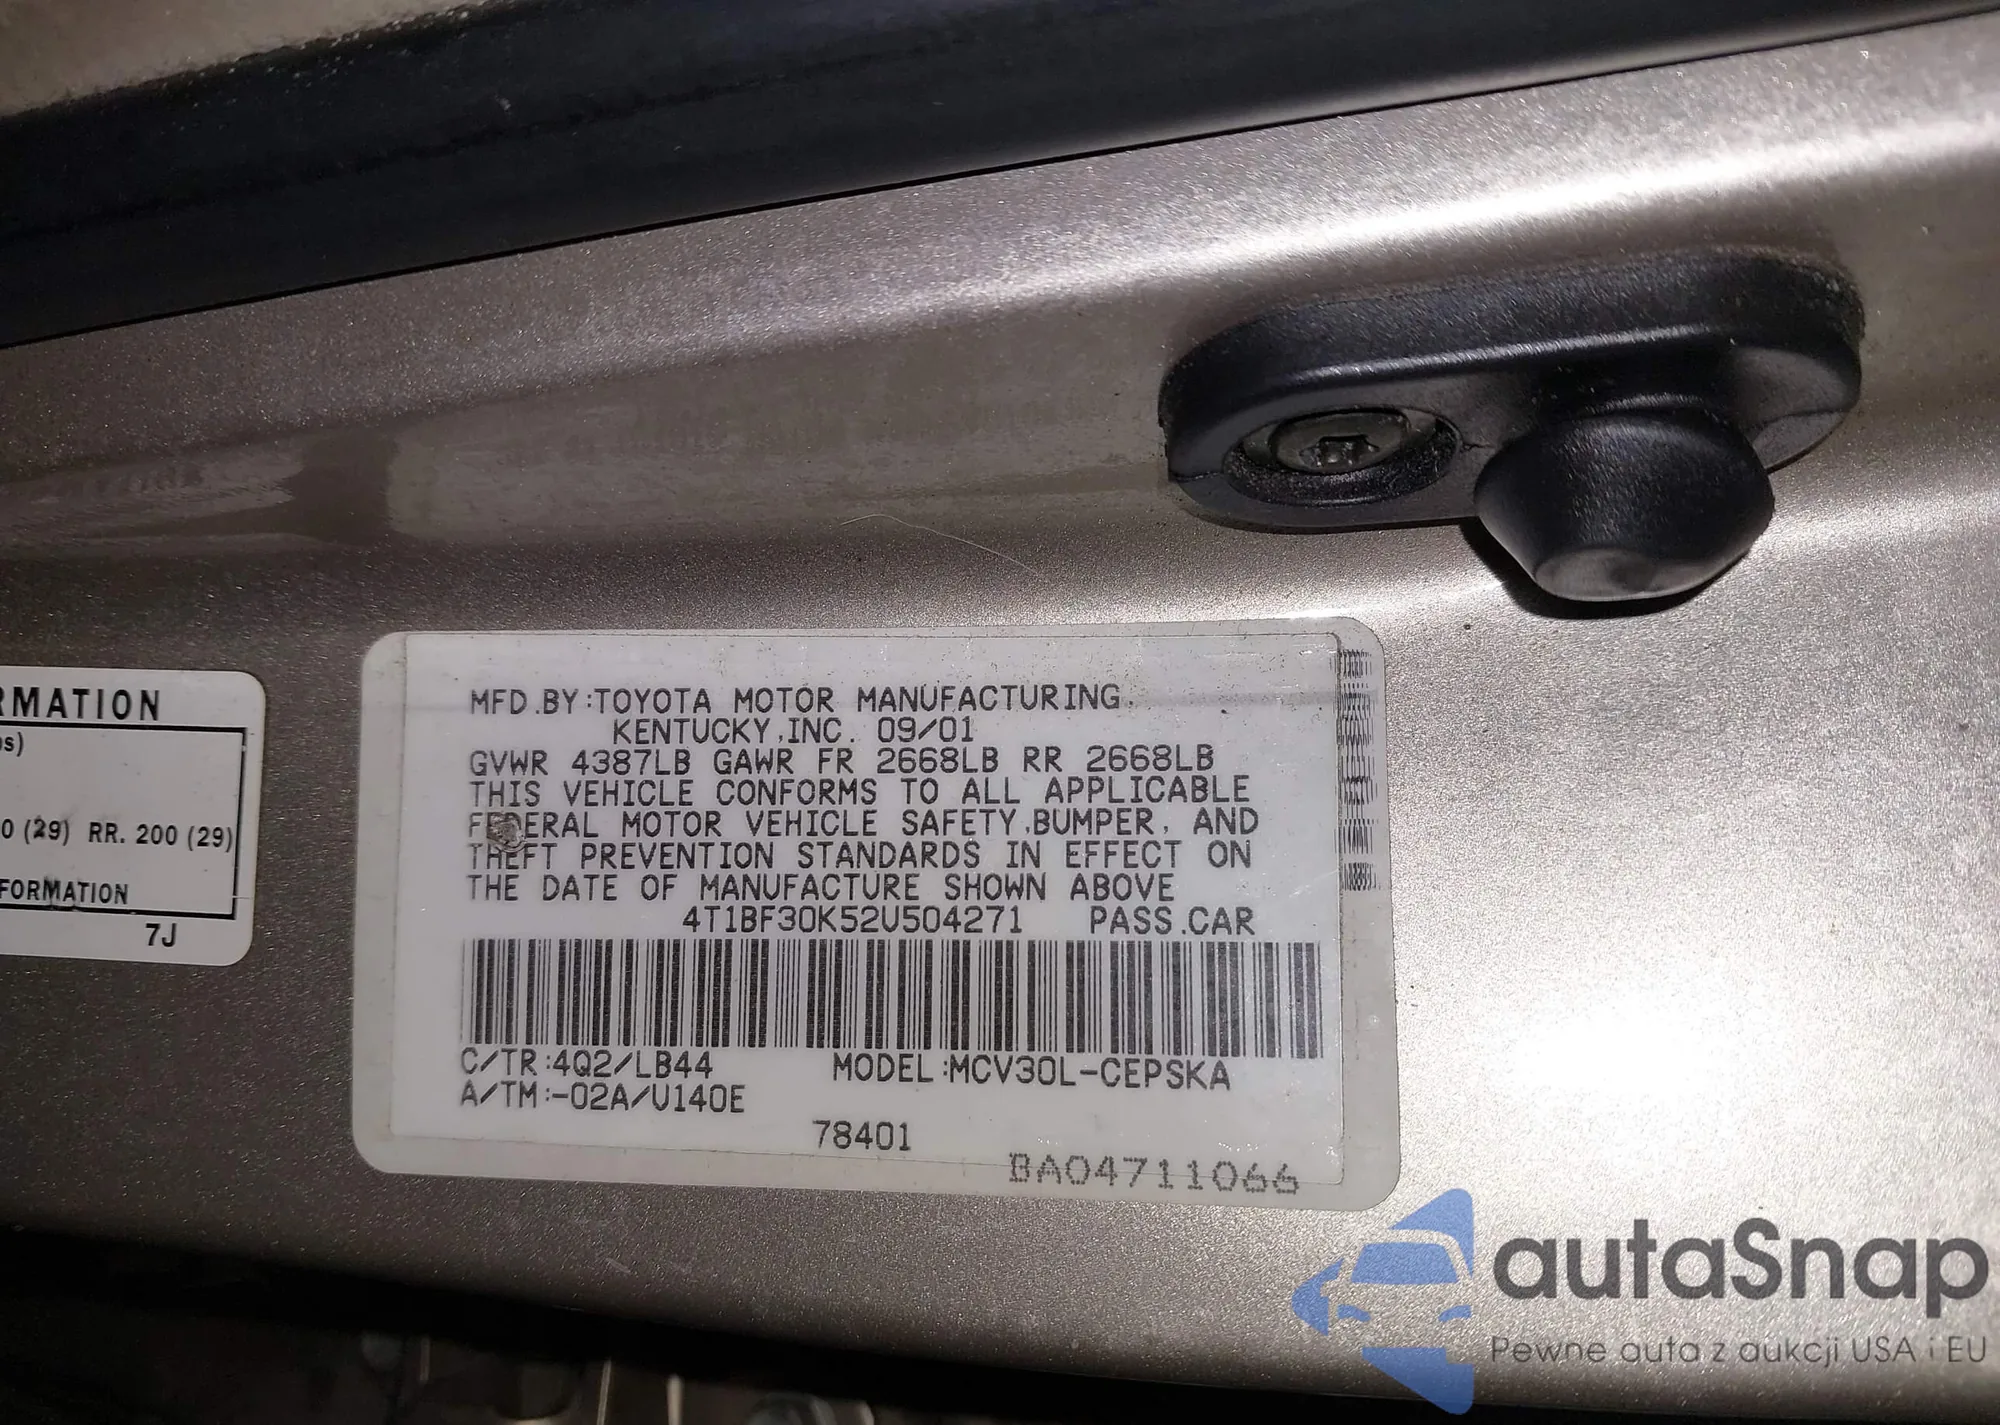 RMATION
0 (29) RR. 200 (29)
FORMATION
7J
MFD.BY:TOYOTA MOTOR MANUFACTURING,
KENTUCKY,INC. 09/01
GVWR 4387LB GAWR FR 2668LB RR 2668LB
THIS VEHICLE CONFORMS TO ALL APPLICABLE
FEDERAL MOTOR VEHICLE SAFETY,BUMPER, AND
THEFT PREVENTION STANDARDS IN EFFECT ON
THE DATE OF MANUFACTURE SHOWN ABOVE
4T1BF30K52U504271 PASS.CAR
C/TR:4Q2/LB44 MODEL:MCV30L-CEPSKA
A/TM:-02A/U140E
78401
BA04711066
autaSnap
Pewne auta z aukcji USA i EU